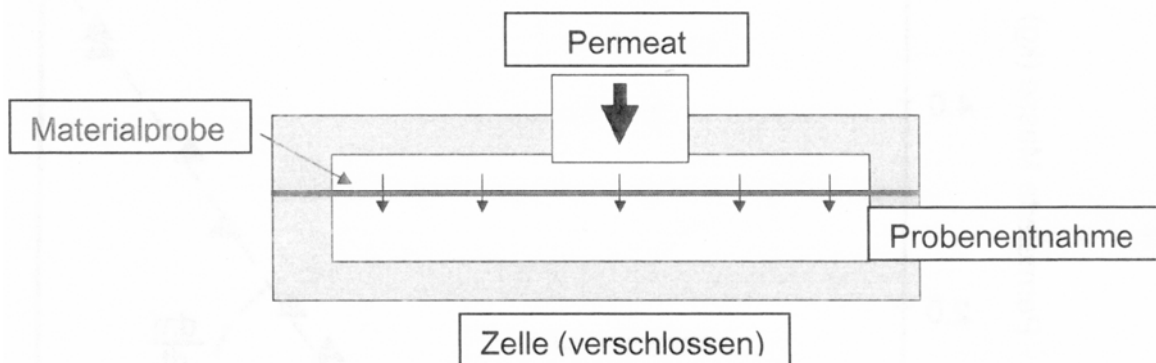 Permeat
Materialprobe
Probenentnahme
Zelle (verschlossen)